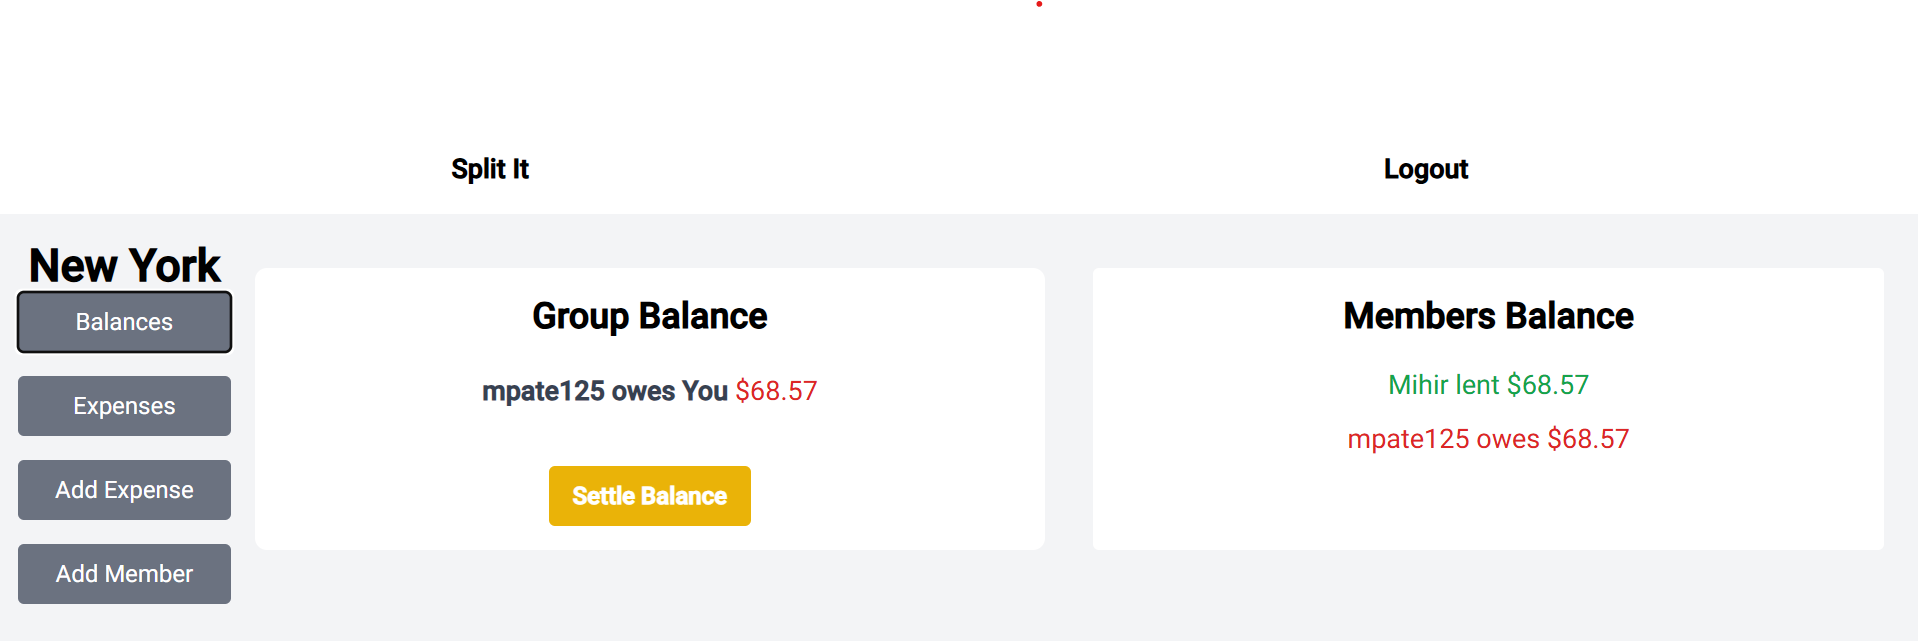 Split It
Logout
New York
Balances
Expenses
Add Expense
Add Member
Group Balance
mpate125 owes You $68.57
Settle Balance
Members Balance
Mihir lent $68.57
mpate125 owes $68.57